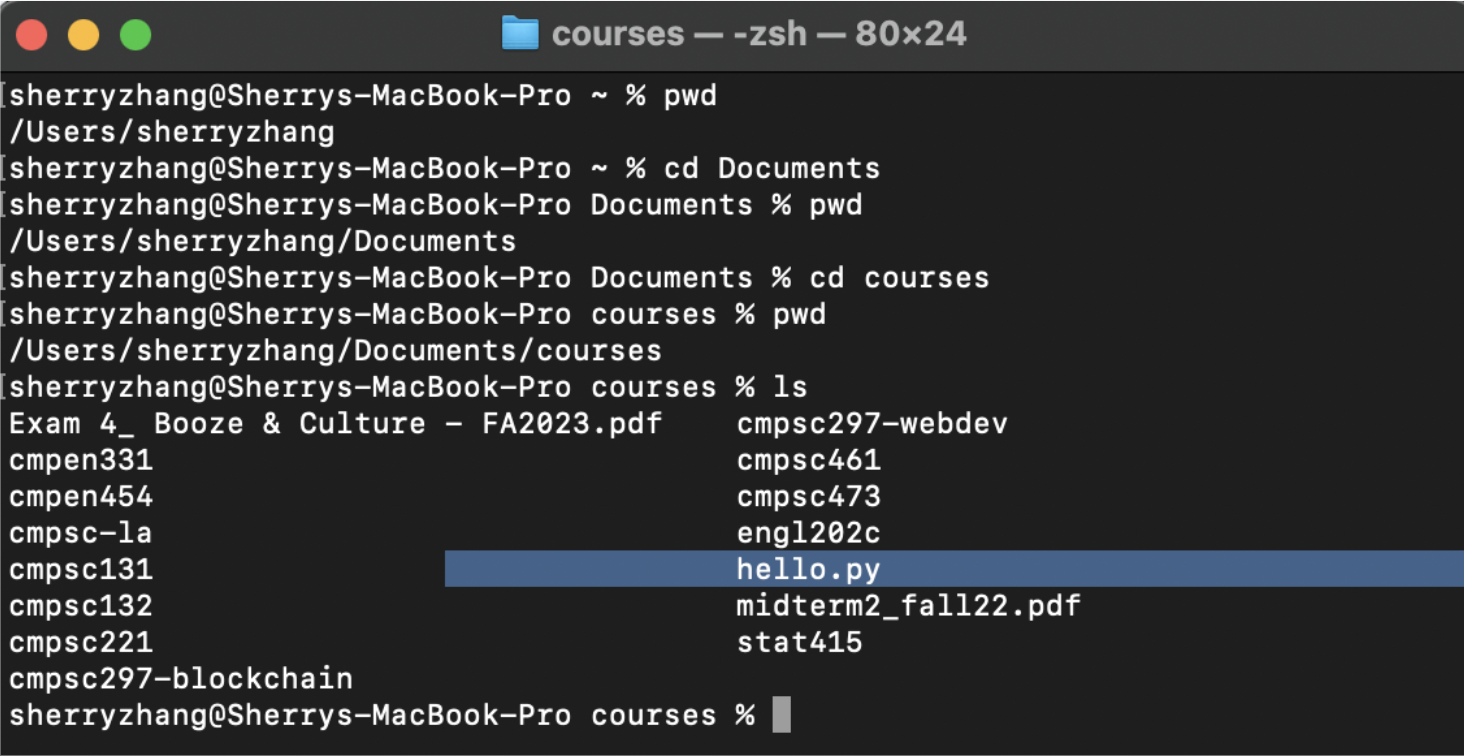 courses — -zsh — 80×24
sherryzhang@Sherrys-MacBook-Pro ~ % pwd
/Users/sherryzhang
sherryzhang@Sherrys-MacBook-Pro ~ % cd Documents
sherryzhang@Sherrys-MacBook-Pro Documents % pwd
/Users/sherryzhang/Documents
sherryzhang@Sherrys-MacBook-Pro Documents % cd courses
sherryzhang@Sherrys-MacBook-Pro courses % pwd
/Users/sherryzhang/Documents/courses
sherryzhang@Sherrys-MacBook-Pro courses % ls
Exam 4_ Booze & Culture - FA2023.pdf    cmpsc297-webdev
cmpen331                                cmpsc461
cmpen454                                cmpsc473
cmpsc-la                                engl202c
cmpsc131                                hello.py
cmpsc132                                midterm2_fall22.pdf
cmpsc221                                stat415
cmpsc297-blockchain
sherryzhang@Sherrys-MacBook-Pro courses %